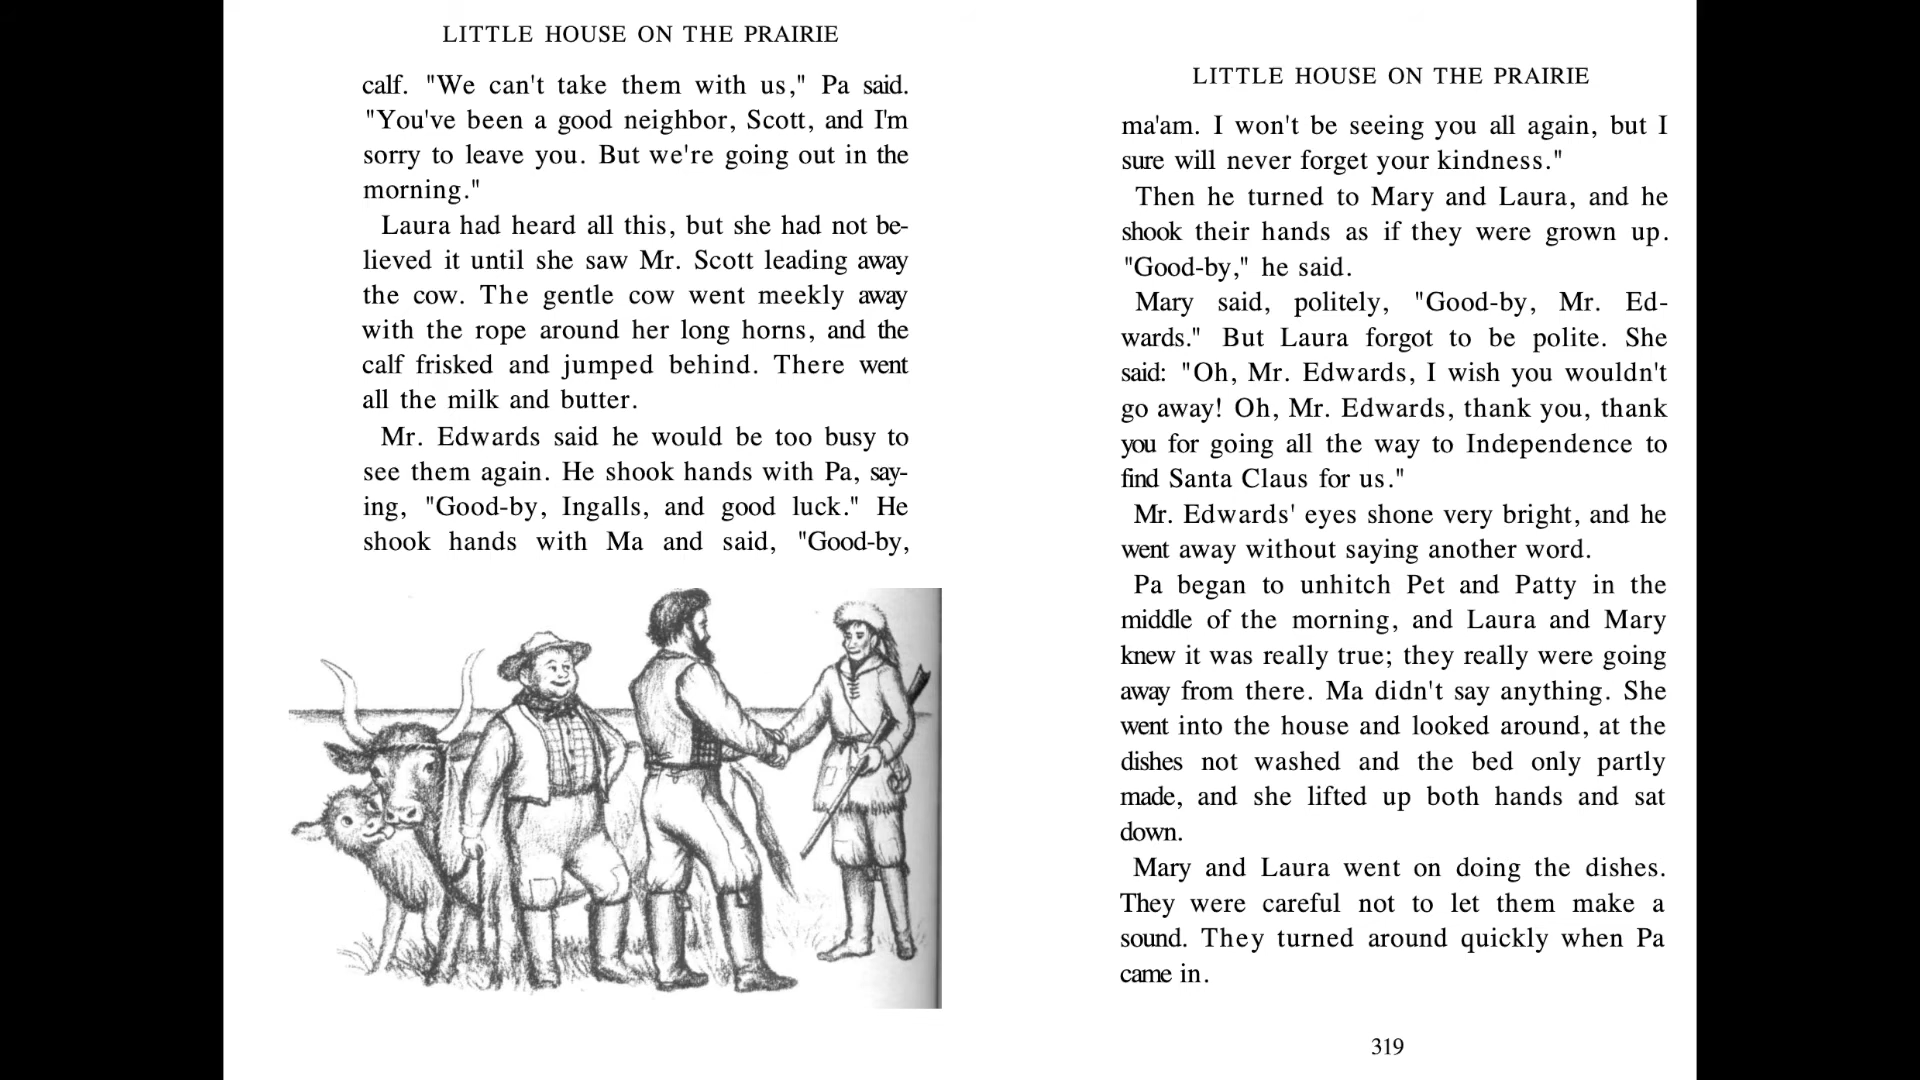 LITTLE HOUSE ON THE PRAIRIE
calf. "We can't take them with us," Pa said.
"You've been a good neighbor, Scott, and I'm
sorry to leave you. But we're going out in the
morning."
Laura had heard all this, but she had not be-
lieved it until she saw Mr. Scott leading away
the cow. The gentle cow went meekly away
with the rope around her long horns, and the
calf frisked and jumped behind. There went
all the milk and butter.
Mr. Edwards said he would be too busy to
see them again. He shook hands with Pa, say-
ing, "Good-by, Ingalls, and good luck." He
shook hands with Ma and said, "Good-by,
LITTLE HOUSE ON THE PRAIRIE
ma'am. I won't be seeing you all again, but I
sure will never forget your kindness."
Then he turned to Mary and Laura, and he
shook their hands as if they were grown up.
"Good-by," he said.
Mary said, politely, "Good-by, Mr. Ed-
wards." But Laura forgot to be polite. She
said: "Oh, Mr. Edwards, I wish you wouldn't
go away! Oh, Mr. Edwards, thank you, thank
you for going all the way to Independence to
find Santa Claus for us."
Mr. Edwards' eyes shone very bright, and he
went away without saying another word.
Pa began to unhitch Pet and Patty in the
middle of the morning, and Laura and Mary
knew it was really true; they really were going
away from there. Ma didn't say anything. She
went into the house and looked around, at the
dishes not washed and the bed only partly
made, and she lifted up both hands and sat
down.
Mary and Laura went on doing the dishes.
They were careful not to let them make a
sound. They turned around quickly when Pa
came in.
319